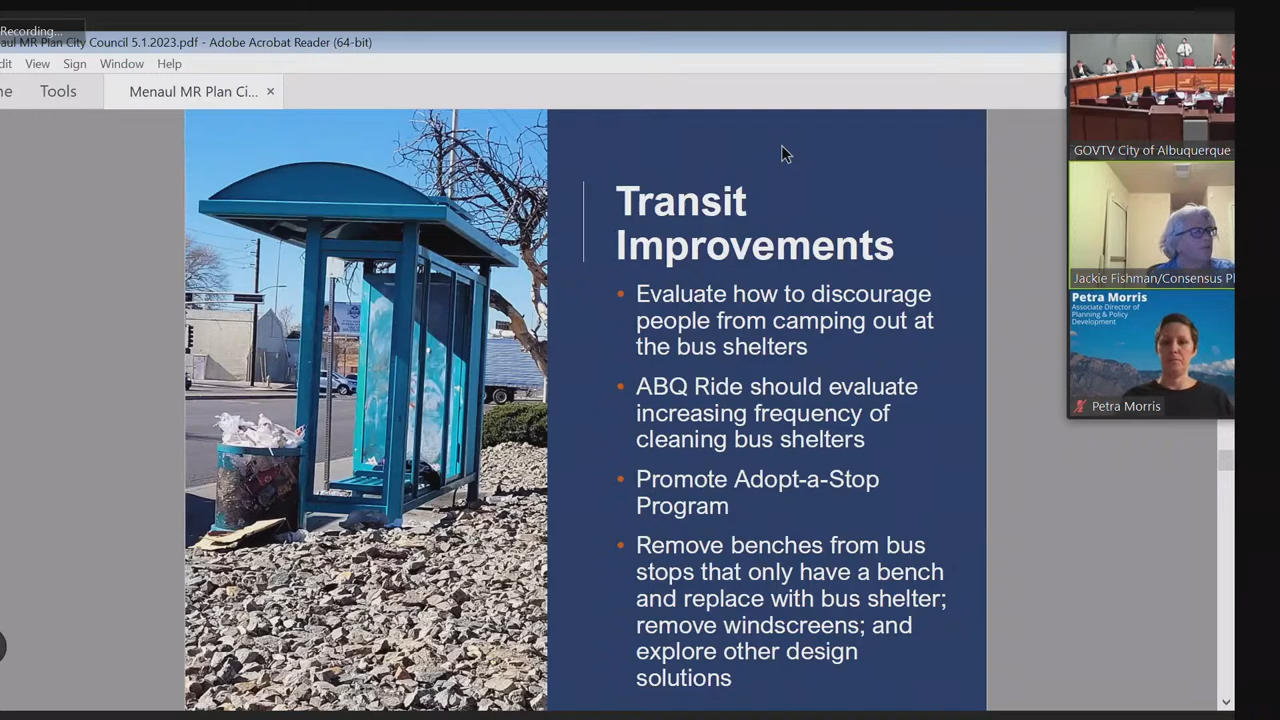 Recording...
aul MR Plan City Council 5.1.2023.pdf - Adobe Acrobat Reader (64-bit)
dit View Sign Window Help
me Tools Menaul MR Plan Ci... ×
Transit
Improvements
• Evaluate how to discourage
people from camping out at
the bus shelters
• ABQ Ride should evaluate
increasing frequency of
cleaning bus shelters
• Promote Adopt-a-Stop
Program
• Remove benches from bus
stops that only have a bench
and replace with bus shelter;
remove windscreens; and
explore other design
solutions
GOVTV City of Albuquerque
Jackie Fishman/Consensus Pl
Petra Morris
Associate Director of
Planning & Policy
Development
Petra Morris